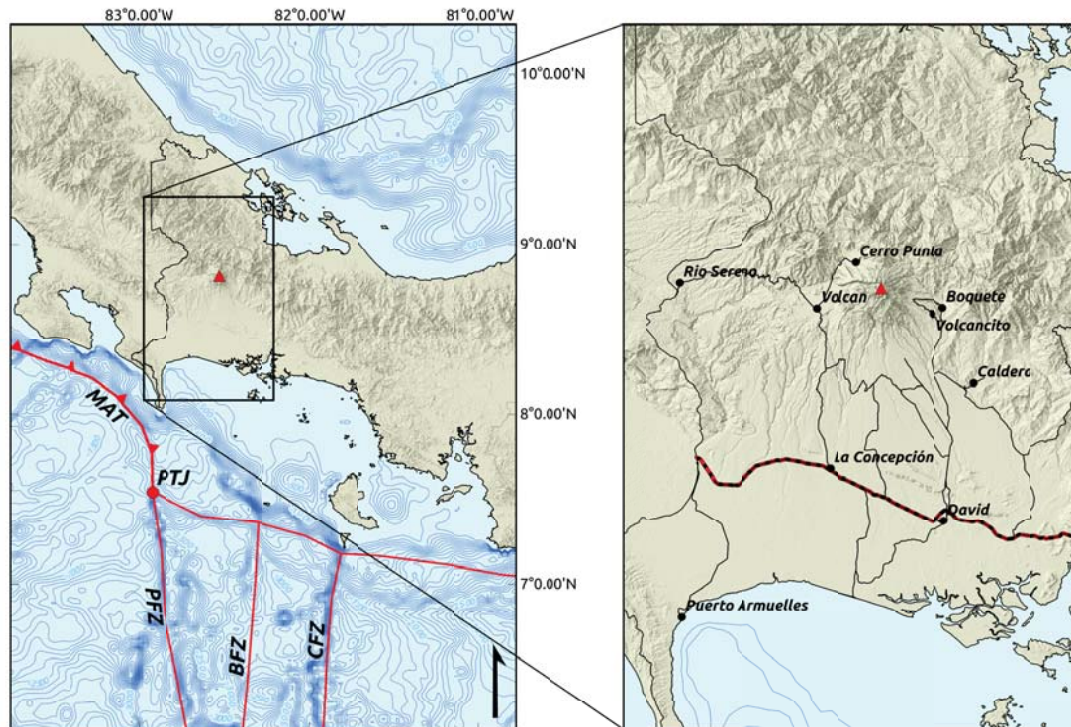 83°0.00'W 82°0.00'W 81°0.00'W
10°0.00'N
9°0.00'N
8°0.00'N
7°0.00'N
MAT
PTJ
PFZ
BFZ
CFZ
Cerro Punta
Rio Sereno
Volcan
Boquete
Volcancito
Caldera
La Concepción
David
Puerto Armuelles